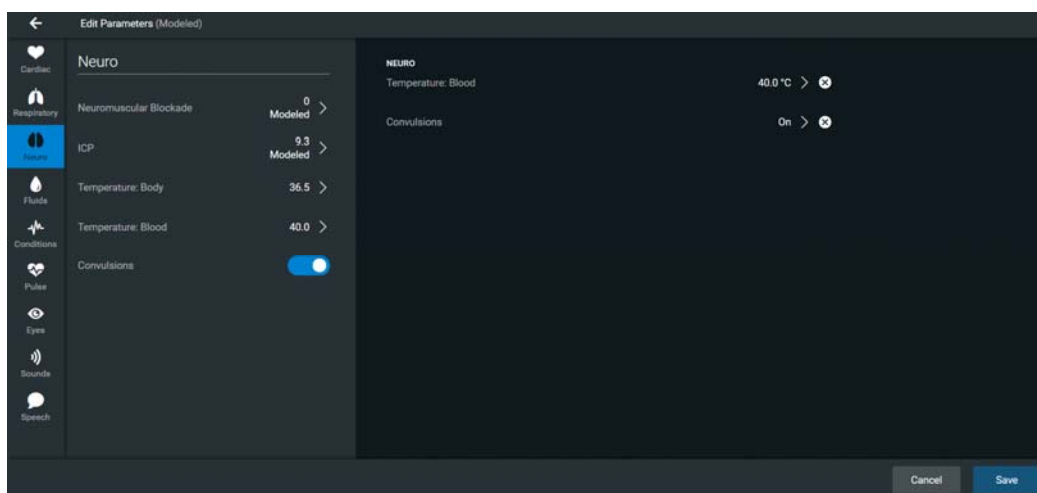 Edit Parameters (Modeled)
Cardiac
Respiratory
Neuro
Fluids
Conditions
Pulse
Eyes
Sounds
Speech
Neuro
Neuromuscular Blockade 0 Modeled
ICP 9.3 Modeled
Temperature: Body 36.5
Temperature: Blood 40.0
Convulsions
NEURO
Temperature: Blood 40.0 °C
Convulsions On
Cancel Save